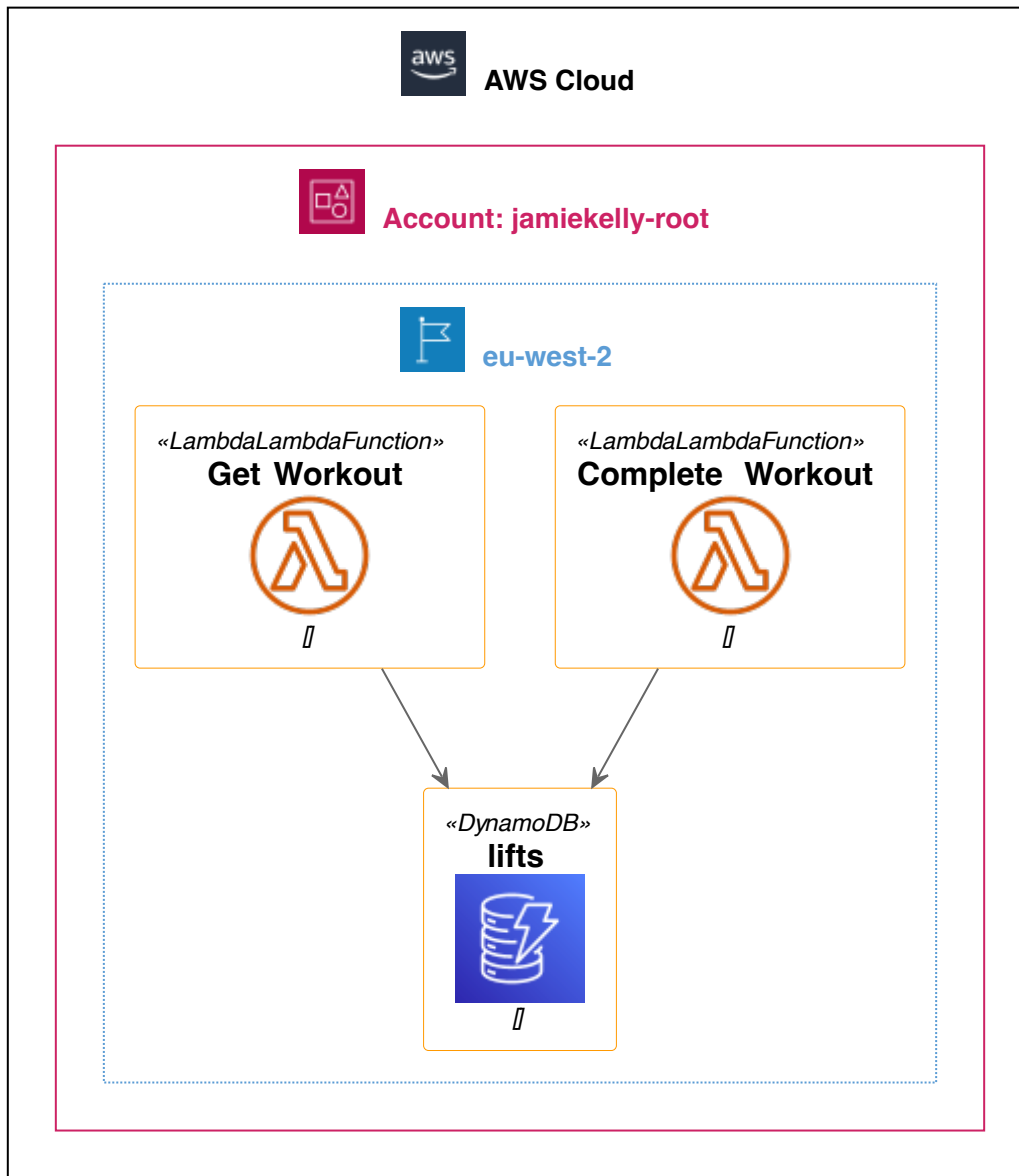 aws
AWS Cloud
Account: jamiekelly-root
eu-west-2
«LambdaLambdaFunction»
Get Workout
[]
«LambdaLambdaFunction»
Complete Workout
[]
«DynamoDB»
lifts
[]